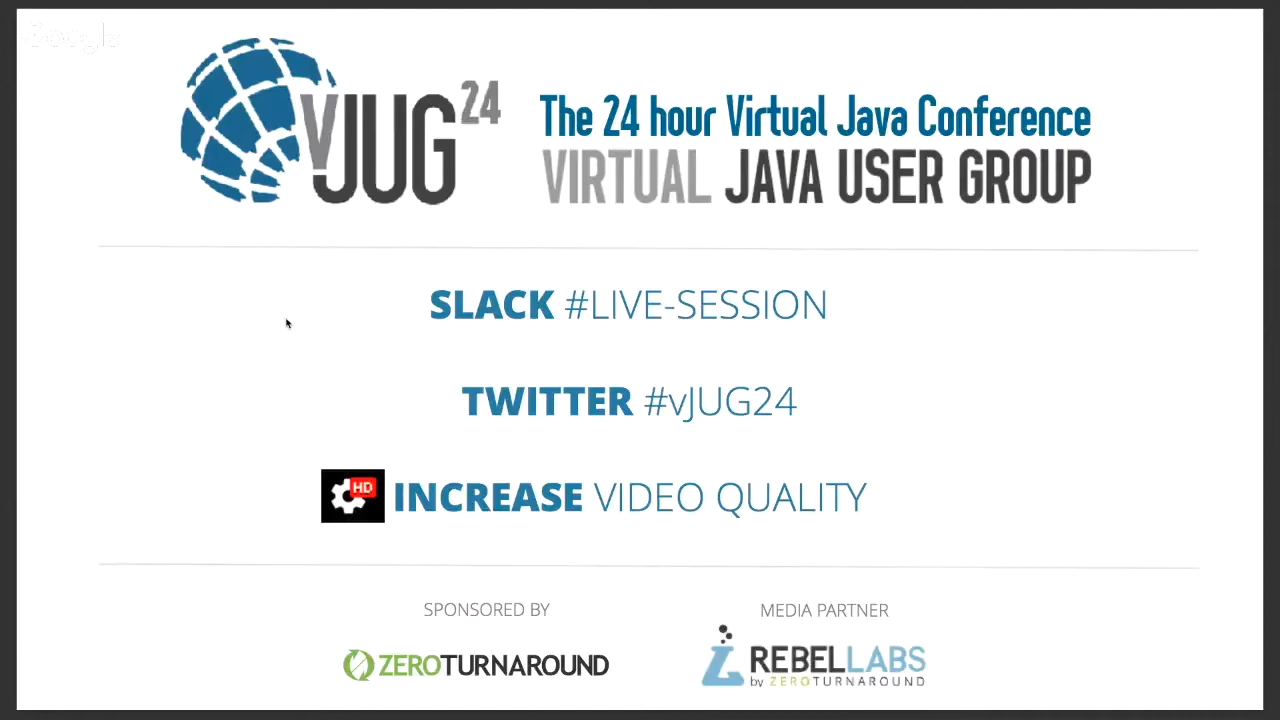 Google
vJUG24
The 24 hour Virtual Java Conference
VIRTUAL JAVA USER GROUP
SLACK #LIVE-SESSION
TWITTER #vJUG24
HD INCREASE VIDEO QUALITY
SPONSORED BY
ZEROTURNAROUND
MEDIA PARTNER
REBELLABS
by ZEROTURNAROUND